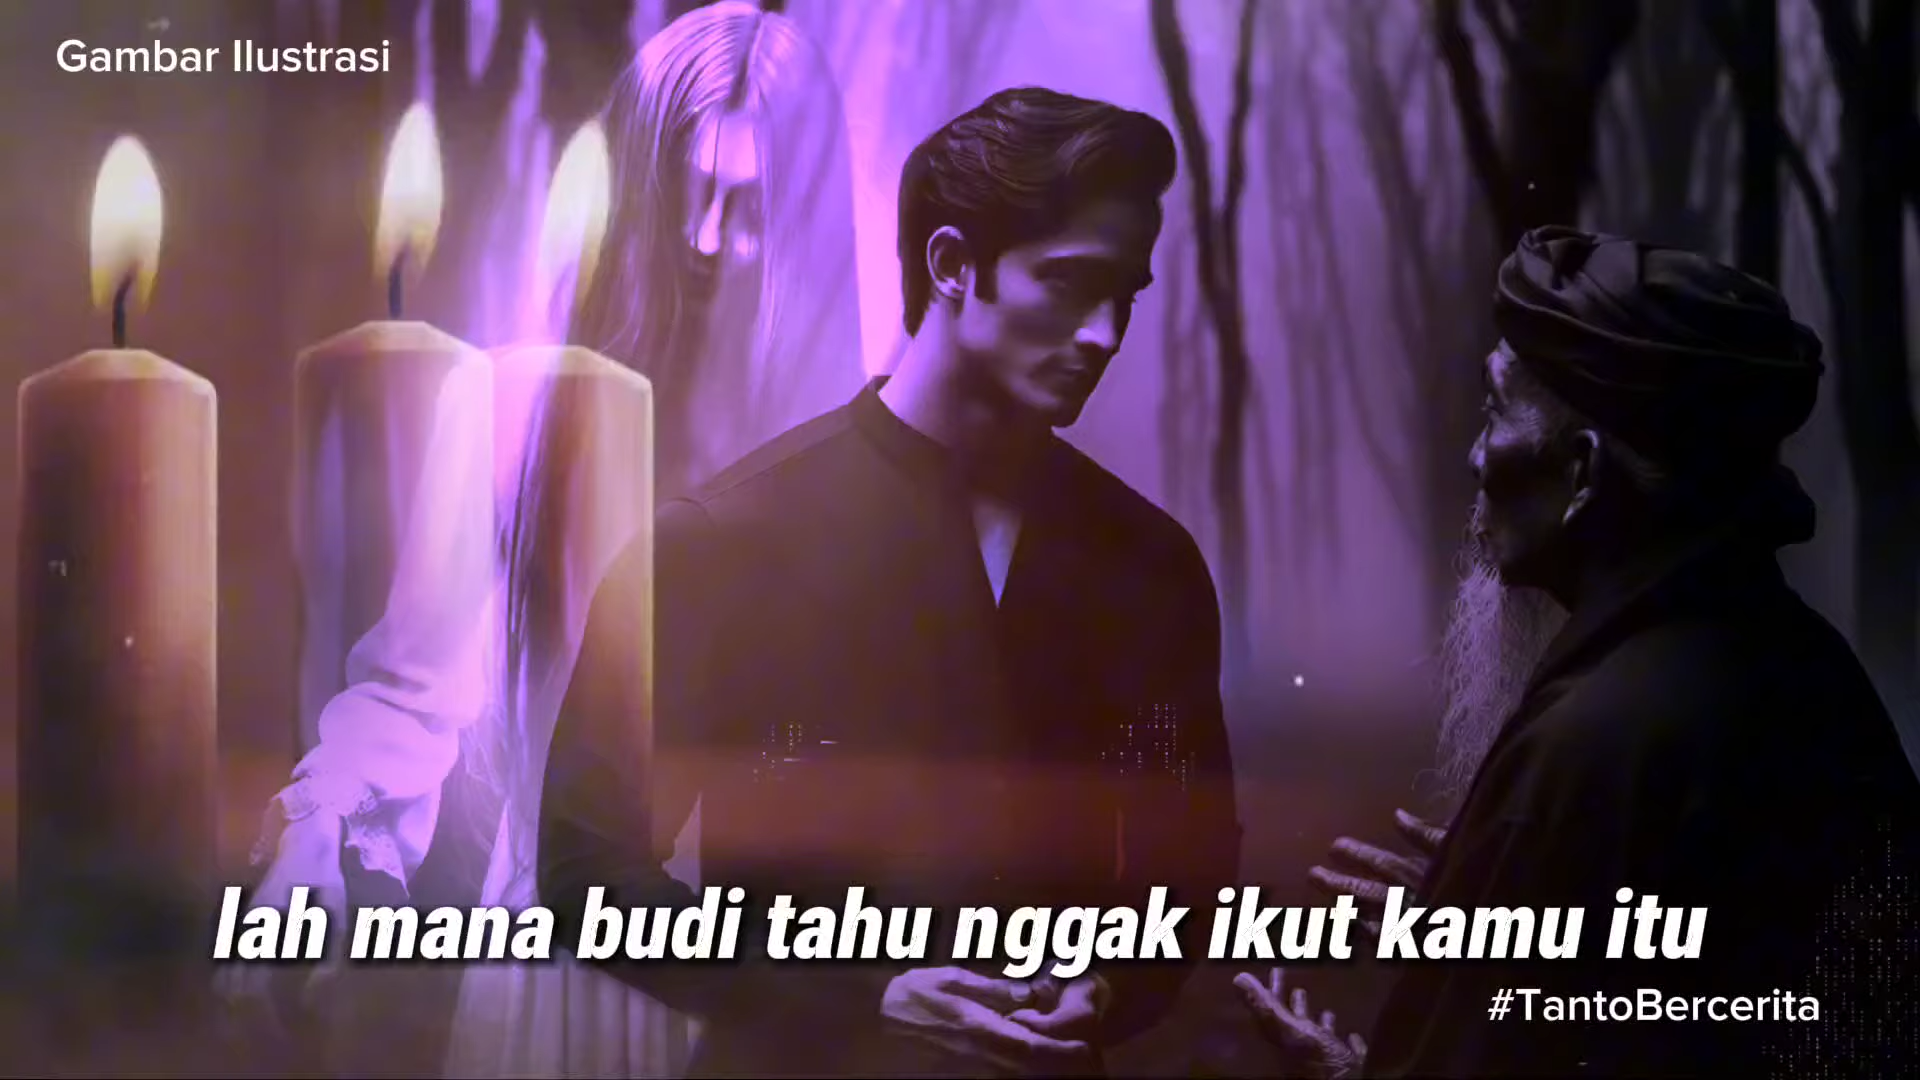 Gambar Ilustrasi
lah mana budi tahu nggak ikut kamu itu
#TantoBercerita